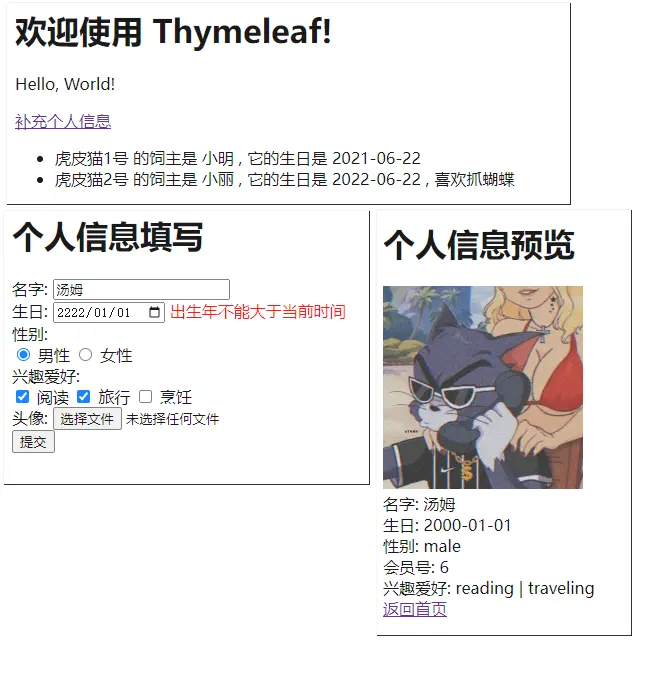 欢迎使用 Thymeleaf!
Hello, World!
补充个人信息
虎皮猫1号 的饲主是 小明 , 它的生日是 2021-06-22
虎皮猫2号 的饲主是 小丽 , 它的生日是 2022-06-22 , 喜欢抓蝴蝶
个人信息填写
名字: 汤姆
生日: 2222/01/01 出生年不能大于当前时间
性别:
男性 女性
兴趣爱好:
阅读 旅行 烹饪
头像: 选择文件 未选择任何文件
提交
个人信息预览
名字: 汤姆
生日: 2000-01-01
性别: male
会员号: 6
兴趣爱好: reading | traveling
返回首页